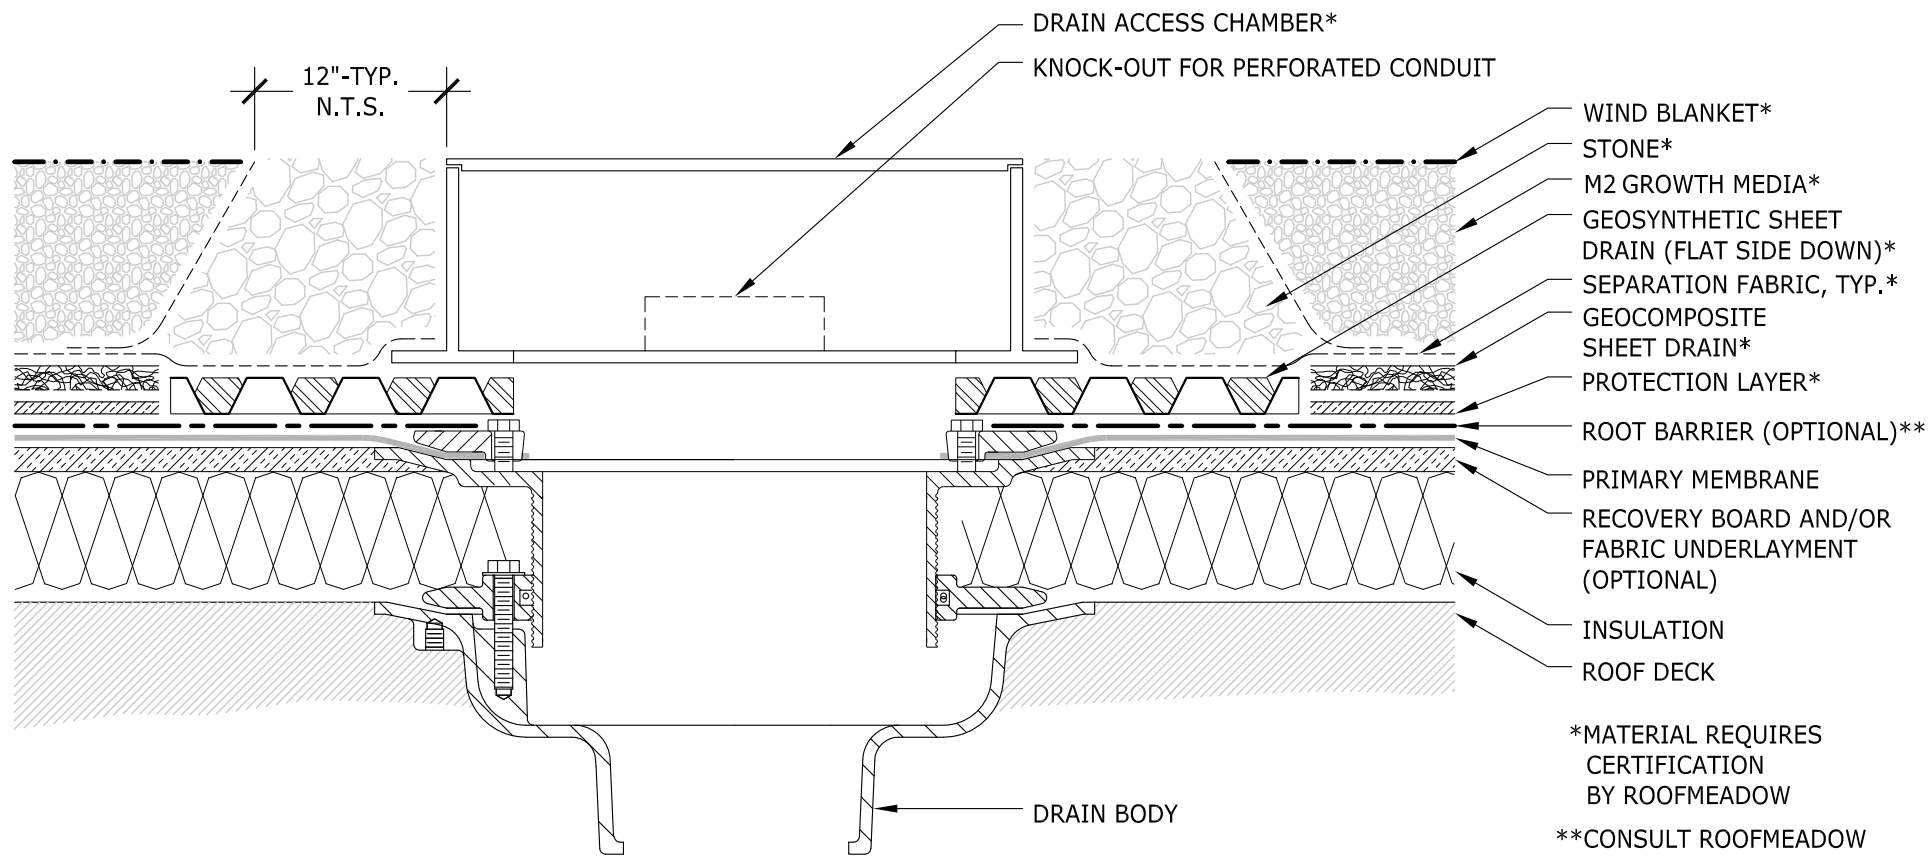 DRAIN ACCESS CHAMBER*
KNOCK-OUT FOR PERFORATED CONDUIT
12"-TYP.
N.T.S.
WIND BLANKET*
STONE*
M2 GROWTH MEDIA*
GEOSYNTHETIC SHEET
DRAIN (FLAT SIDE DOWN)*
SEPARATION FABRIC, TYP.*
GEOCOMPOSITE
SHEET DRAIN*
PROTECTION LAYER*
ROOT BARRIER (OPTIONAL)**
PRIMARY MEMBRANE
RECOVERY BOARD AND/OR
FABRIC UNDERLAYMENT
(OPTIONAL)
INSULATION
ROOF DECK
*MATERIAL REQUIRES
CERTIFICATION
BY ROOFMEADOW
DRAIN BODY
**CONSULT ROOFMEADOW